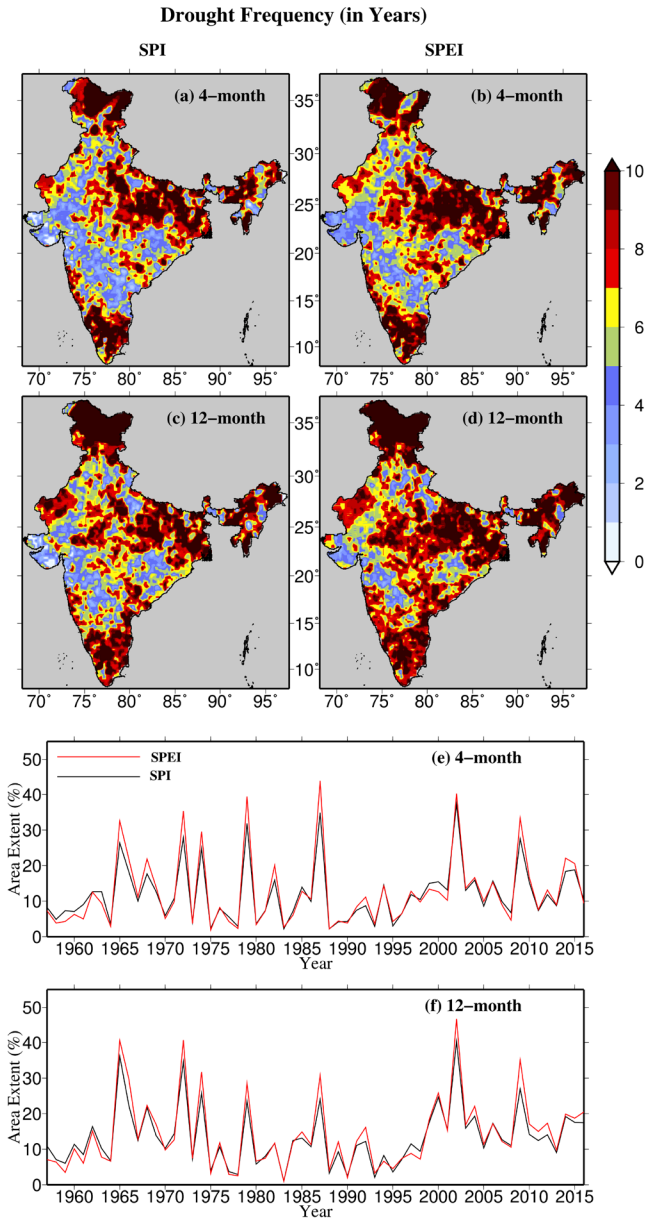 Drought Frequency (in Years)
SPI SPEI
(a) 4−month (b) 4−month
35˚
30˚
25˚
20˚
15˚
10˚
70˚ 75˚ 80˚ 85˚ 90˚ 95˚ 70˚ 75˚ 80˚ 85˚ 90˚ 95˚
10
8
6
4
2
0
(c) 12−month (d) 12−month
35˚
30˚
25˚
20˚
15˚
10˚
70˚ 75˚ 80˚ 85˚ 90˚ 95˚ 70˚ 75˚ 80˚ 85˚ 90˚ 95˚
Area Extent (%)
50
40
30
20
10
0
SPEI
SPI
(e) 4−month
1960 1965 1970 1975 1980 1985 1990 1995 2000 2005 2010 2015
Year
Area Extent (%)
50
40
30
20
10
0
(f) 12−month
1960 1965 1970 1975 1980 1985 1990 1995 2000 2005 2010 2015
Year